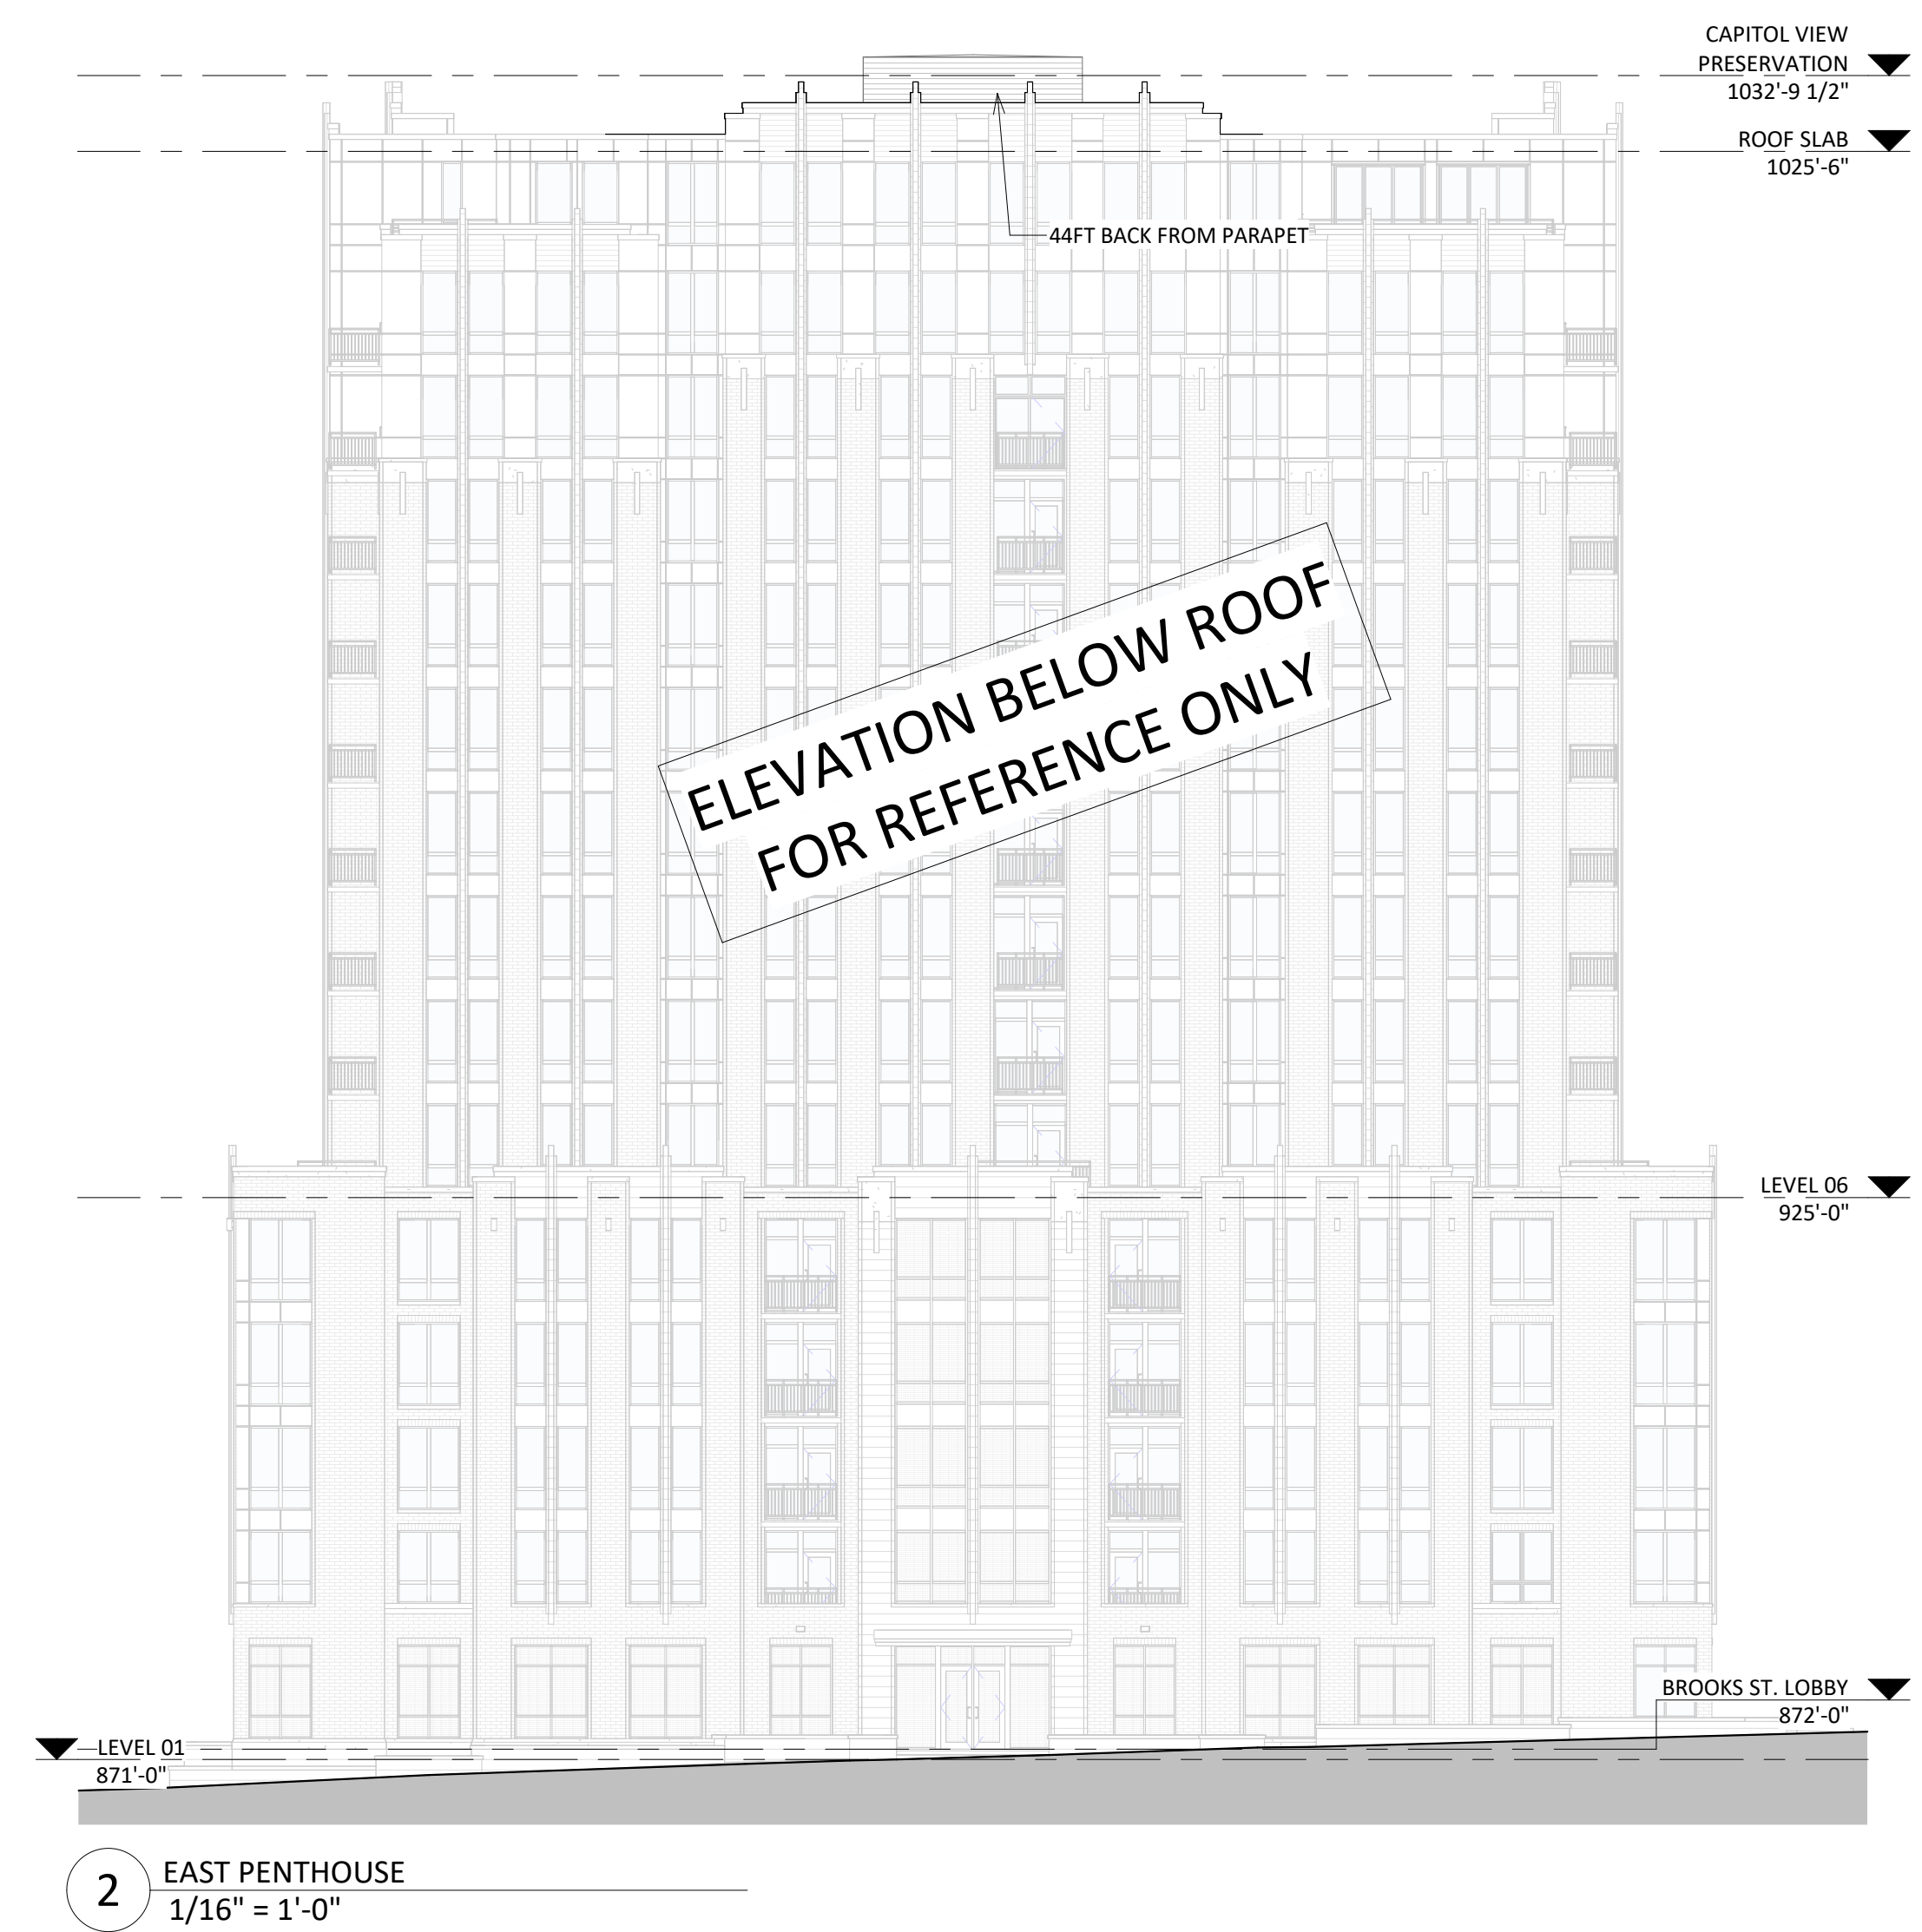 CAPITOL VIEW
PRESERVATION
1032'-9 1/2"
ROOF SLAB
1025'-6"
44FT BACK FROM PARAPET
ELEVATION BELOW ROOF
FOR REFERENCE ONLY
LEVEL 06
925'-0"
BROOKS ST. LOBBY
872'-0"
LEVEL 01
871'-0"
2
EAST PENTHOUSE
1/16" = 1'-0"